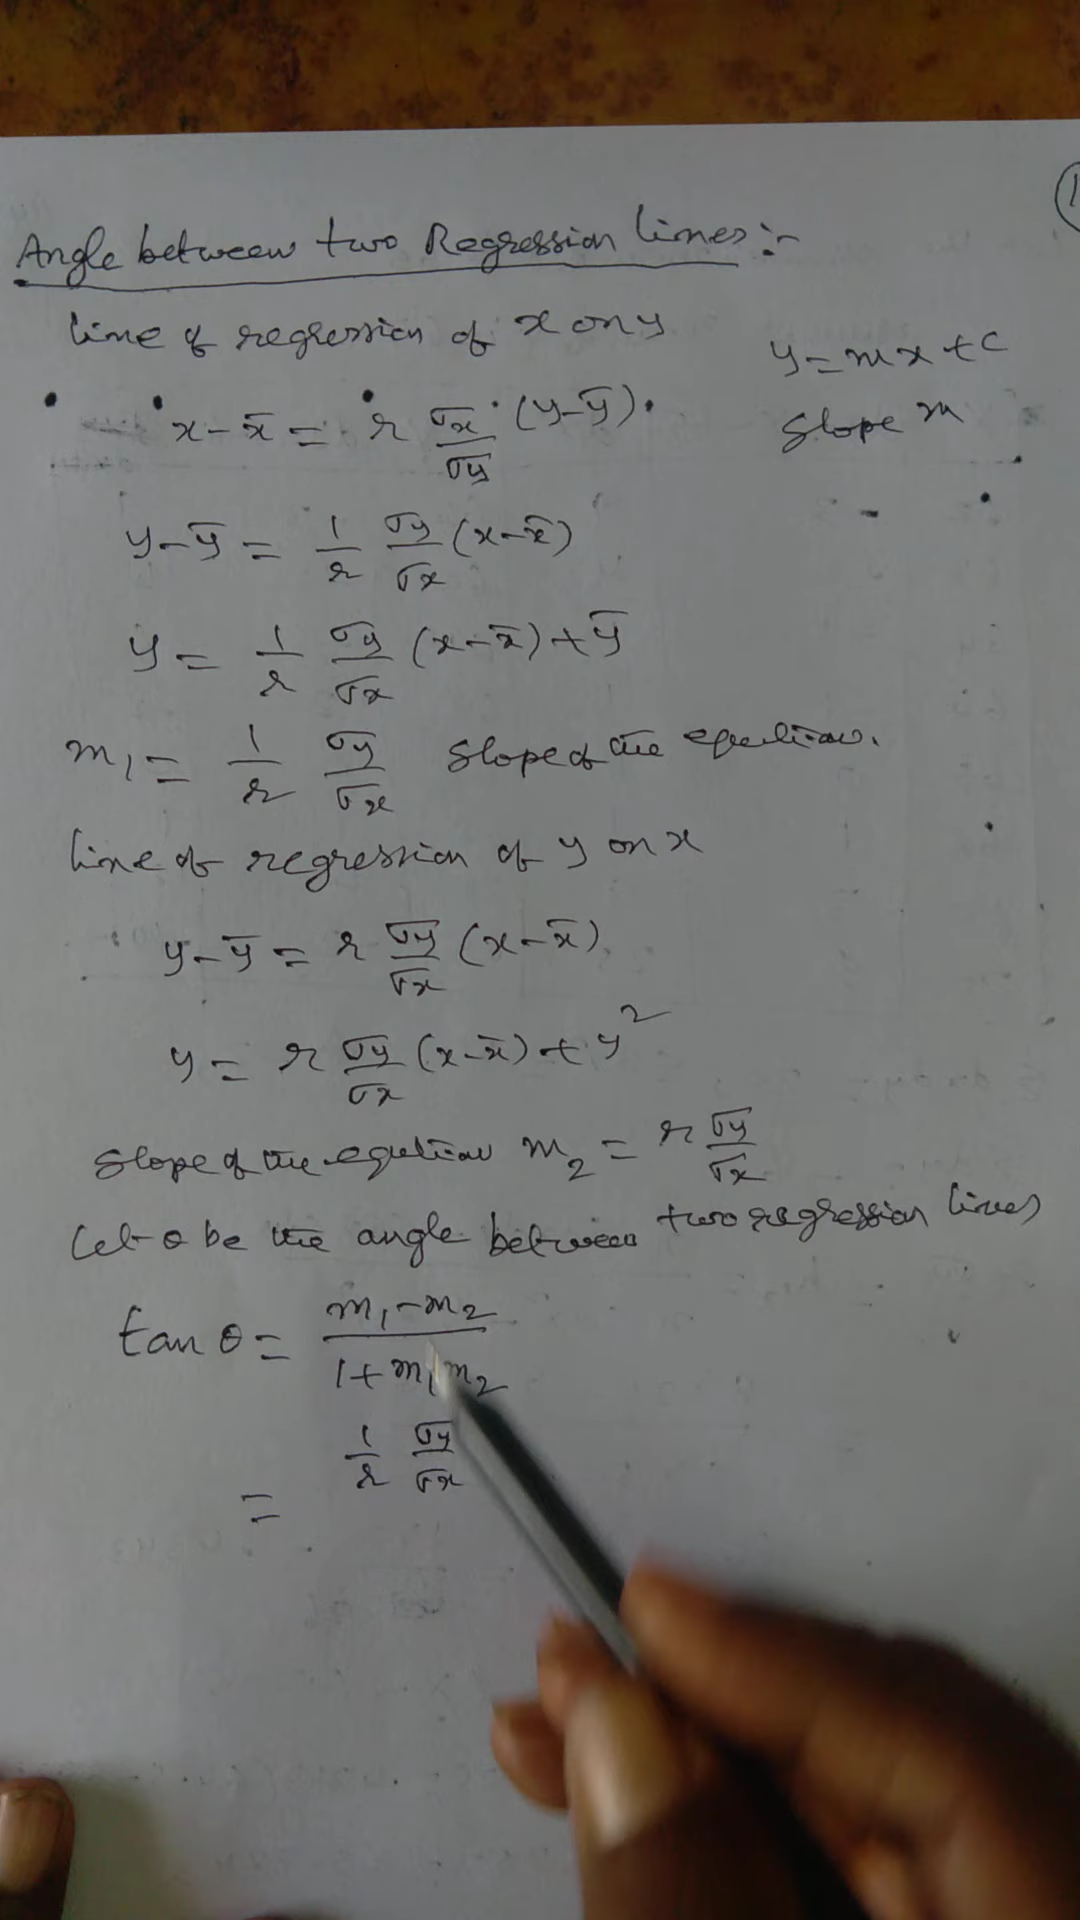 1
Angle between two Regression lines:-
line of regression of x on y
y = mx + c
x - x̄ = r σx/σy (y - ȳ).
Slope m
y - ȳ = 1/r σy/σx (x - x̄)
y = 1/r σy/σx (x - x̄) + ȳ
m₁ = 1/r σy/σx Slope of the equation.
line of regression of y on x
y - ȳ = r σy/σx (x - x̄)
y = r σy/σx (x - x̄) + y²
Slope of the eqution m₂ = r σy/σx
Let θ be the angle between two regression lines
tan θ = m₁ - m₂ / 1 + m₁m₂
= 1/r σy/σx